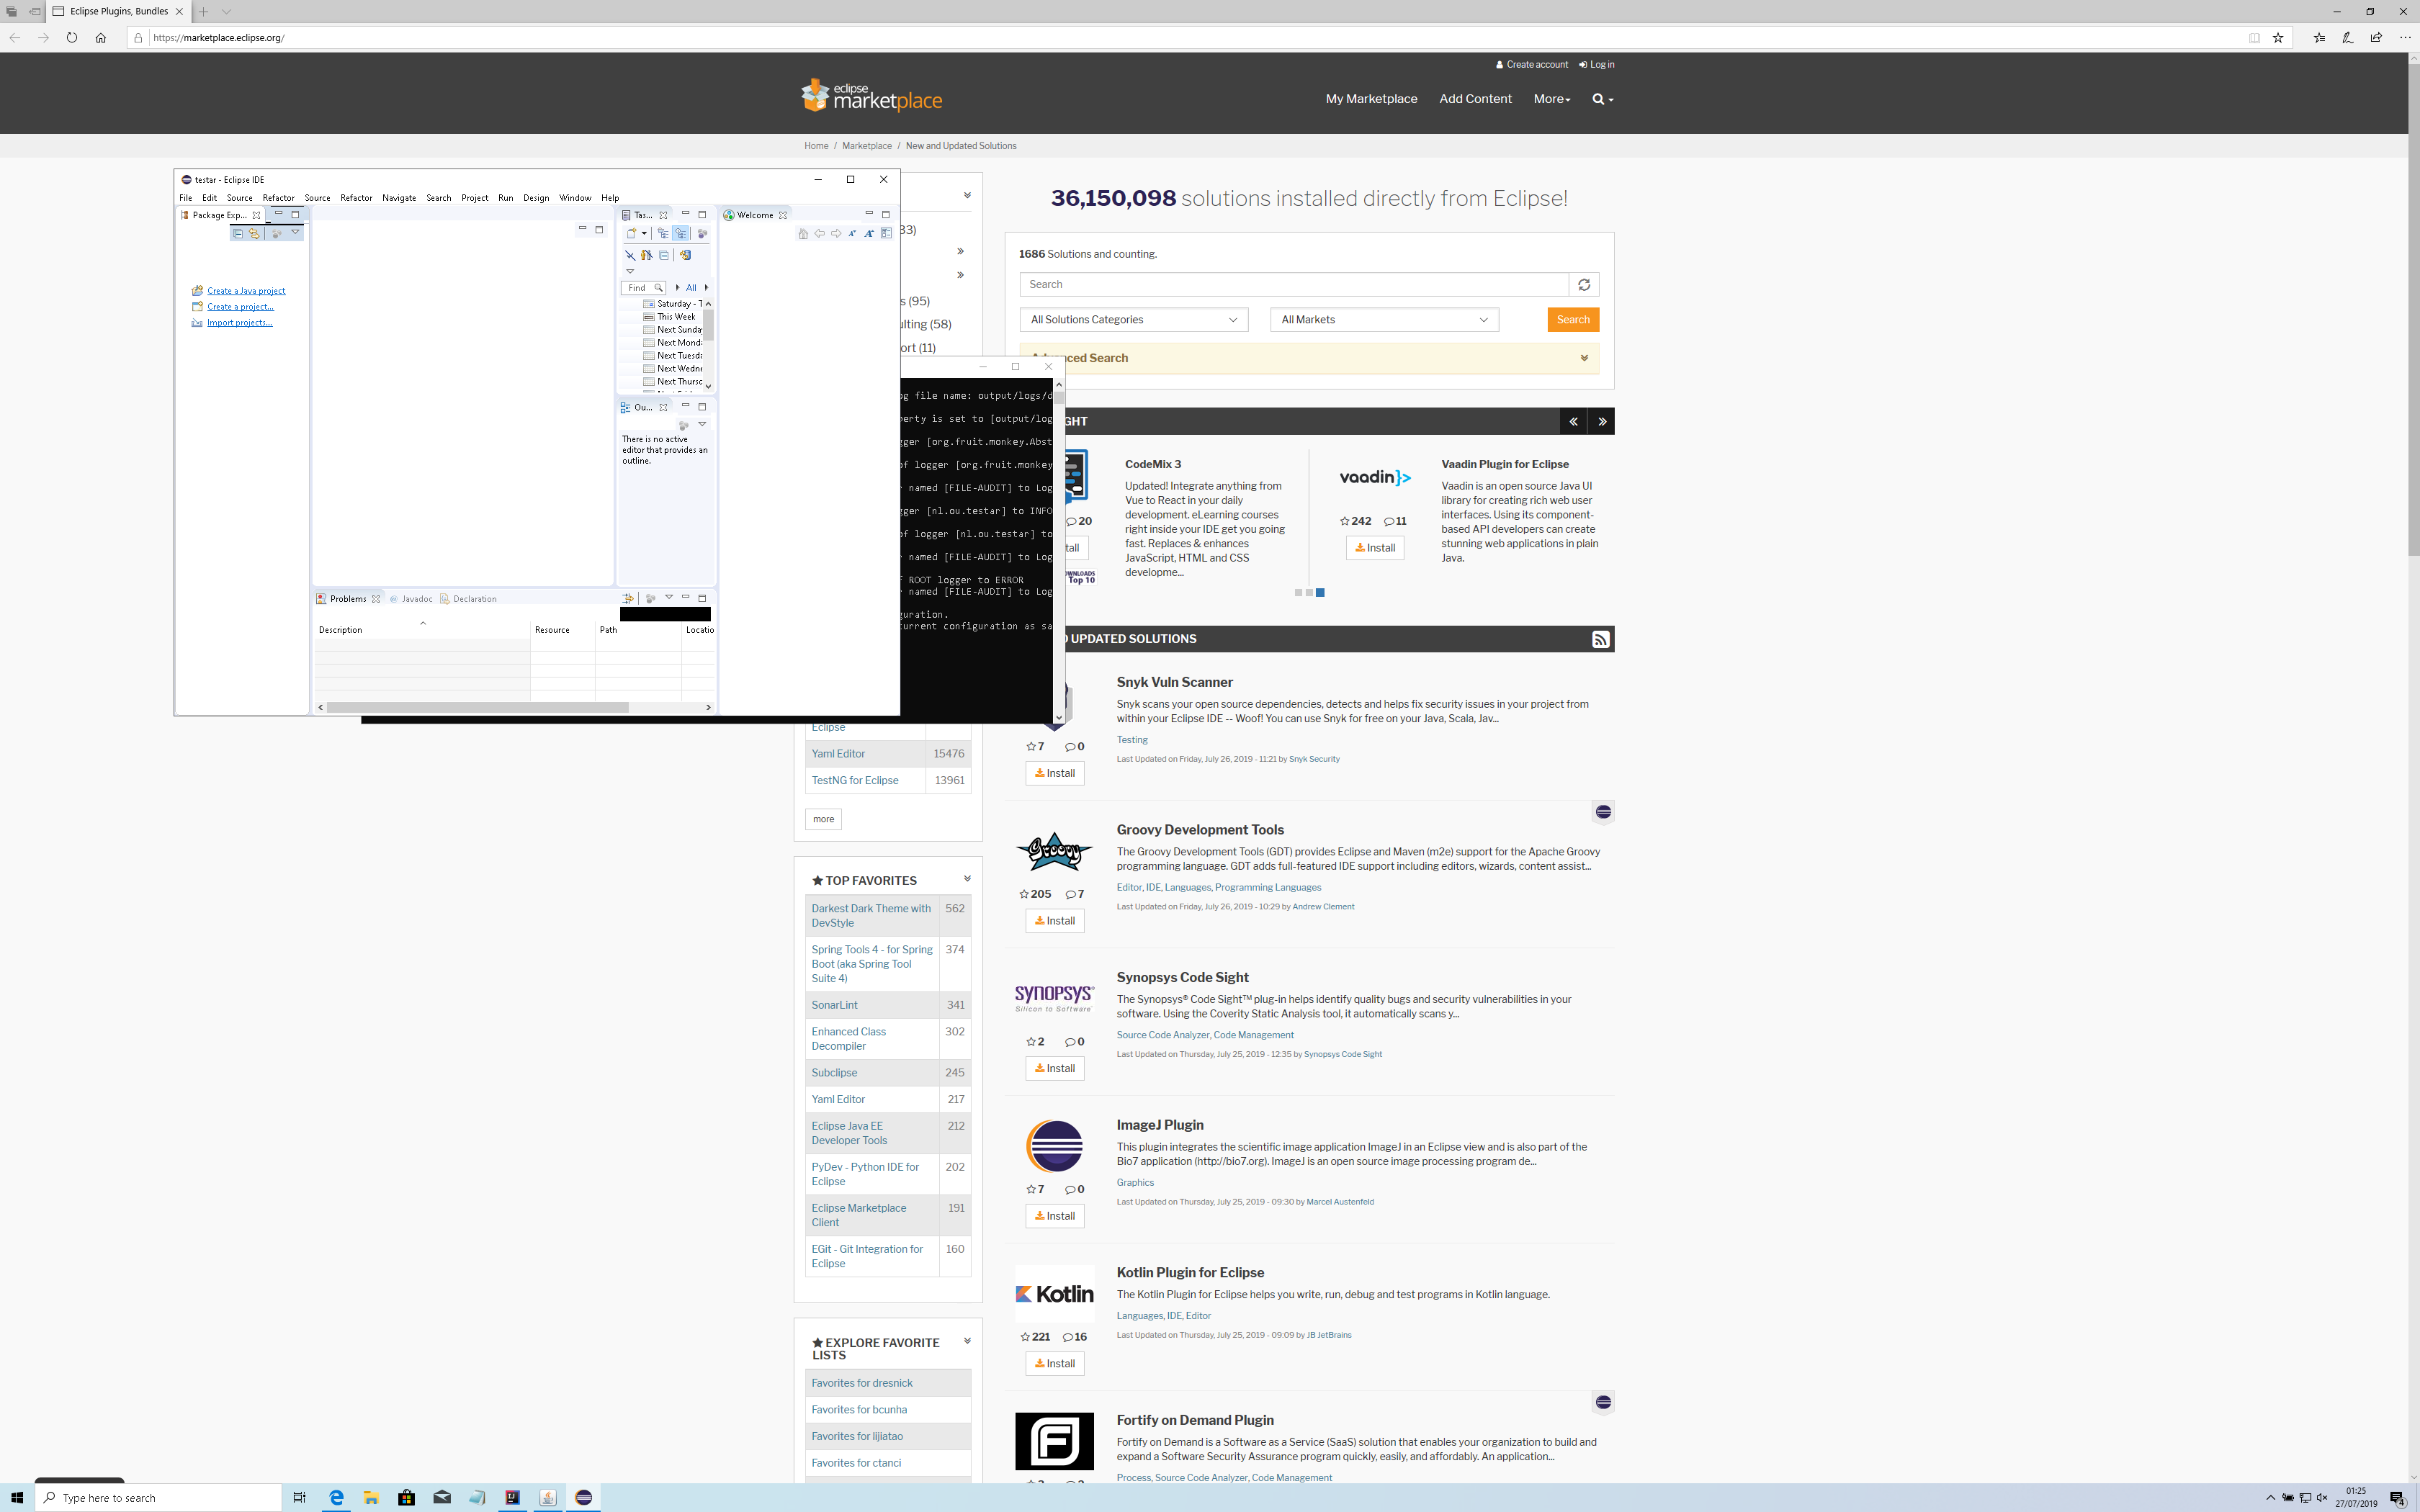 Eclipse Plugins, Bundles
https://marketplace.eclipse.org/
Create account
Log in
eclipse
marketplace
My Marketplace
Add Content
More
Home / Marketplace / New and Updated Solutions
testar - Eclipse IDE
File Edit Source Refactor Source Refactor Navigate Search Project Run Design Window Help
Package Exp...
Create a Java project
Create a project...
Import projects...
Tas...
Find
All
Saturday - T
This Week
Next Sunday
Next Monda
Next Tuesda
Next Wedne
Next Thursd
Ou...
There is no active
editor that provides an
outline.
Welcome
Problems
Javadoc
Declaration
Description
Resource
Path
Locatio
33)
s (95)
ulting (58)
ort (11)
og file name: output/logs/d
erty is set to [output/log
gger [org.fruit.monkey.Abst
of logger [org.fruit.monkey
r named [FILE-AUDIT] to Log
gger [nl.ou.testar] to INFO
of logger [nl.ou.testar] to
r named [FILE-AUDIT] to Log
f ROOT logger to ERROR
r named [FILE-AUDIT] to Log
guration.
current configuration as sa
Eclipse
Yaml Editor 15476
TestNG for Eclipse 13961
more
TOP FAVORITES
Darkest Dark Theme with
DevStyle
562
Spring Tools 4 - for Spring
Boot (aka Spring Tool
Suite 4)
374
SonarLint 341
Enhanced Class
Decompiler
302
Subclipse 245
Yaml Editor 217
Eclipse Java EE
Developer Tools
212
PyDev - Python IDE for
Eclipse
202
Eclipse Marketplace
Client
191
EGit - Git Integration for
Eclipse
160
EXPLORE FAVORITE
LISTS
Favorites for dresnick
Favorites for bcunha
Favorites for lijiatao
Favorites for ctanci
36,150,098 solutions installed directly from Eclipse!
1686 Solutions and counting.
Search
All Solutions Categories
All Markets
Search
Advanced Search
GHT
CodeMix 3
Updated! Integrate anything from
Vue to React in your daily
development. eLearning courses
right inside your IDE get you going
fast. Replaces & enhances
JavaScript, HTML and CSS
developme...
20
tall
WNLOADS
Top 10
vaadin}>
242 11
Install
Vaadin Plugin for Eclipse
Vaadin is an open source Java UI
library for creating rich web user
interfaces. Using its component-
based API developers can create
stunning web applications in plain
Java.
UPDATED SOLUTIONS
Snyk Vuln Scanner
Snyk scans your open source dependencies, detects and helps fix security issues in your project from
within your Eclipse IDE -- Woof! You can use Snyk for free on your Java, Scala, Jav...
Testing
Last Updated on Friday, July 26, 2019 - 11:21 by Snyk Security
7 0
Install
Groovy
Groovy Development Tools
The Groovy Development Tools (GDT) provides Eclipse and Maven (m2e) support for the Apache Groovy
programming language. GDT adds full-featured IDE support including editors, wizards, content assist...
Editor, IDE, Languages, Programming Languages
Last Updated on Friday, July 26, 2019 - 10:29 by Andrew Clement
205 7
Install
SYNOPSYS®
Silicon to Software™
Synopsys Code Sight
The Synopsys® Code Sight™ plug-in helps identify quality bugs and security vulnerabilities in your
software. Using the Coverity Static Analysis tool, it automatically scans y...
Source Code Analyzer, Code Management
Last Updated on Thursday, July 25, 2019 - 12:35 by Synopsys Code Sight
2 0
Install
ImageJ Plugin
This plugin integrates the scientific image application ImageJ in an Eclipse view and is also part of the
Bio7 application (http://bio7.org). ImageJ is an open source image processing program de...
Graphics
Last Updated on Thursday, July 25, 2019 - 09:30 by Marcel Austenfeld
7 0
Install
Kotlin
Kotlin Plugin for Eclipse
The Kotlin Plugin for Eclipse helps you write, run, debug and test programs in Kotlin language.
Languages, IDE, Editor
Last Updated on Thursday, July 25, 2019 - 09:09 by JB JetBrains
221 16
Install
Fortify on Demand Plugin
Fortify on Demand is a Software as a Service (SaaS) solution that enables your organization to build and
expand a Software Security Assurance program quickly, easily, and affordably. An application...
Process, Source Code Analyzer, Code Management
Type here to search
01:25
27/07/2019
4